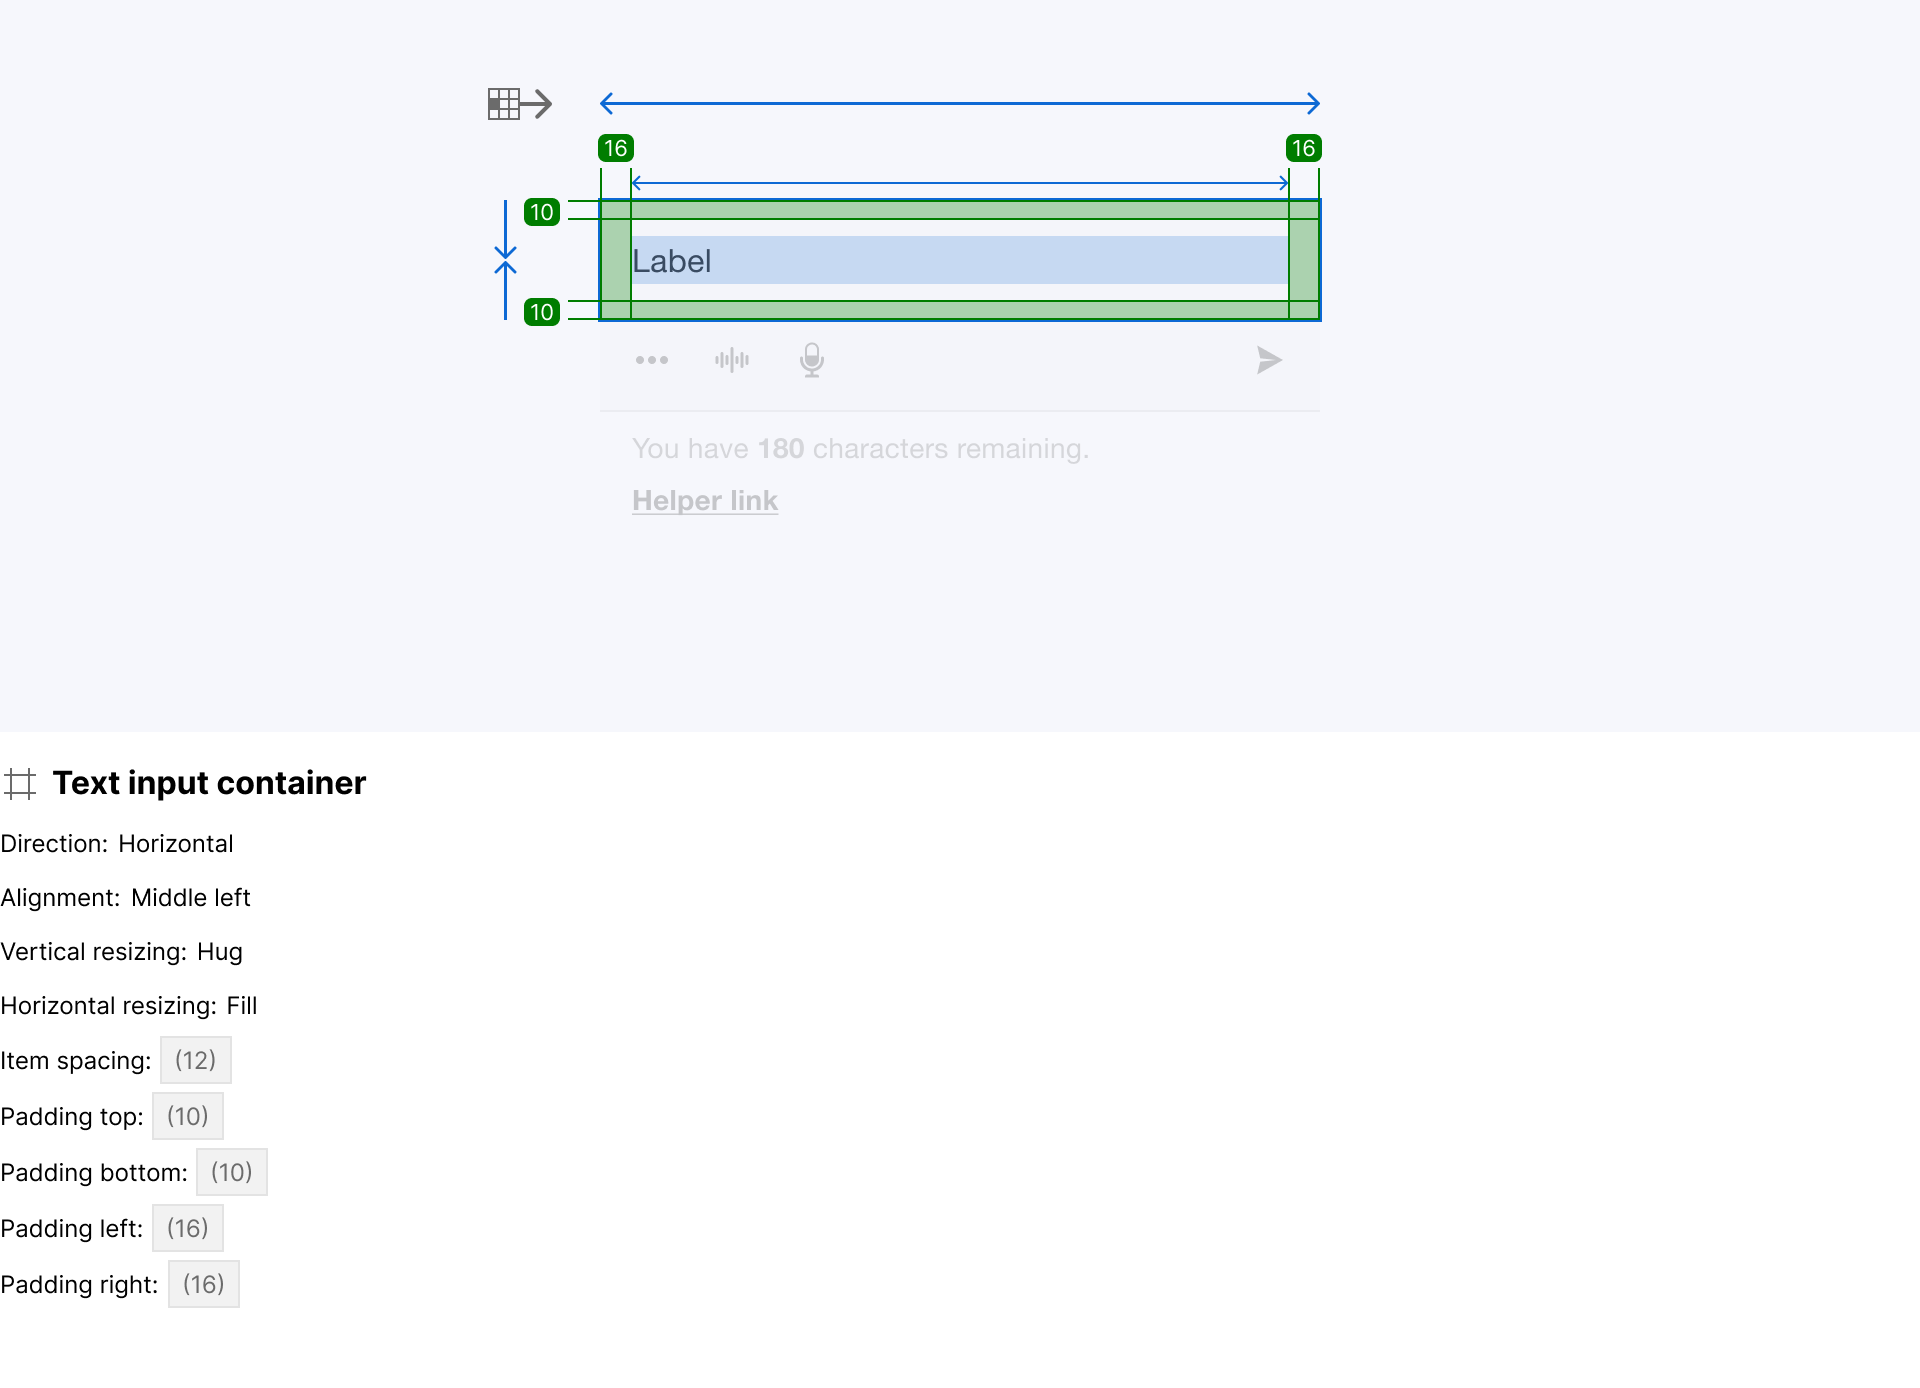 16 16
10
Label
10
You have 180 characters remaining.
Helper link
Text input container
Direction: Horizontal
Alignment: Middle left
Vertical resizing: Hug
Horizontal resizing: Fill
Item spacing: (12)
Padding top: (10)
Padding bottom: (10)
Padding left: (16)
Padding right: (16)